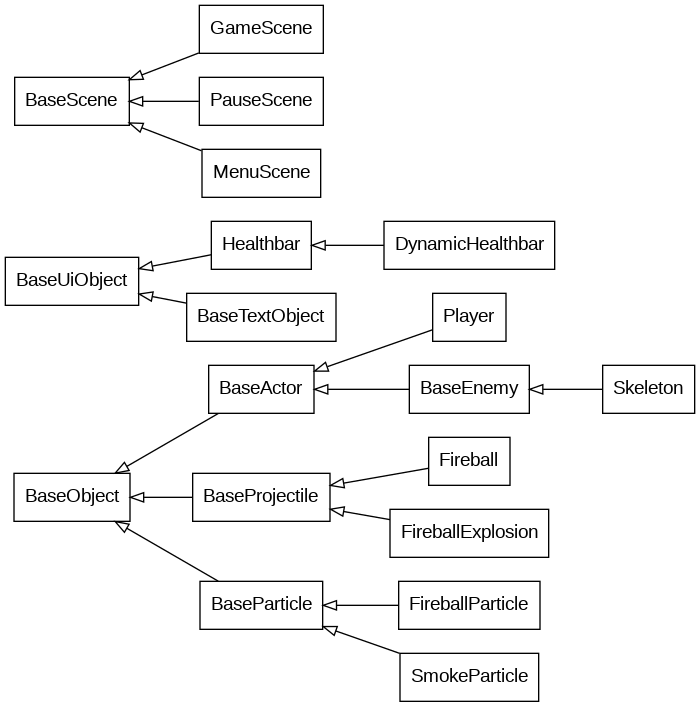 GameScene
BaseScene
PauseScene
MenuScene
Healthbar
DynamicHealthbar
BaseUiObject
BaseTextObject
Player
BaseActor
BaseEnemy
Skeleton
Fireball
BaseObject
BaseProjectile
FireballExplosion
BaseParticle
FireballParticle
SmokeParticle